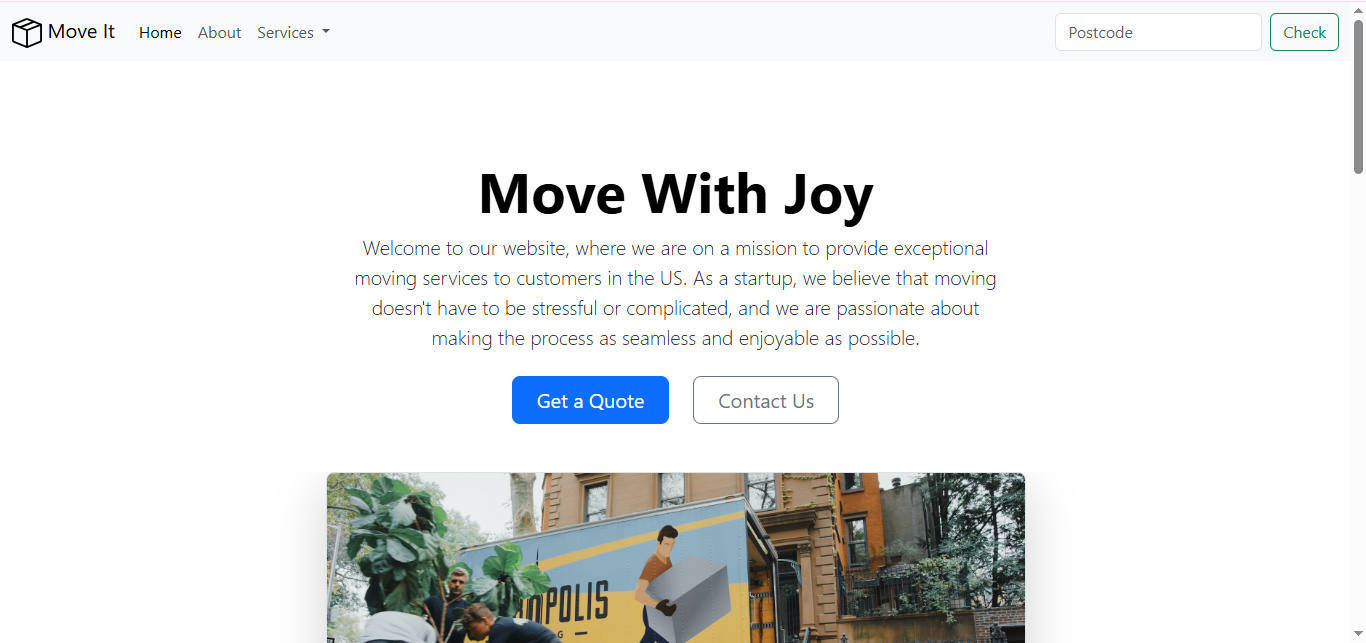 Move It Home About Services Postcode Check
Move With Joy
Welcome to our website, where we are on a mission to provide exceptional
moving services to customers in the US. As a startup, we believe that moving
doesn't have to be stressful or complicated, and we are passionate about
making the process as seamless and enjoyable as possible.
Get a Quote Contact Us